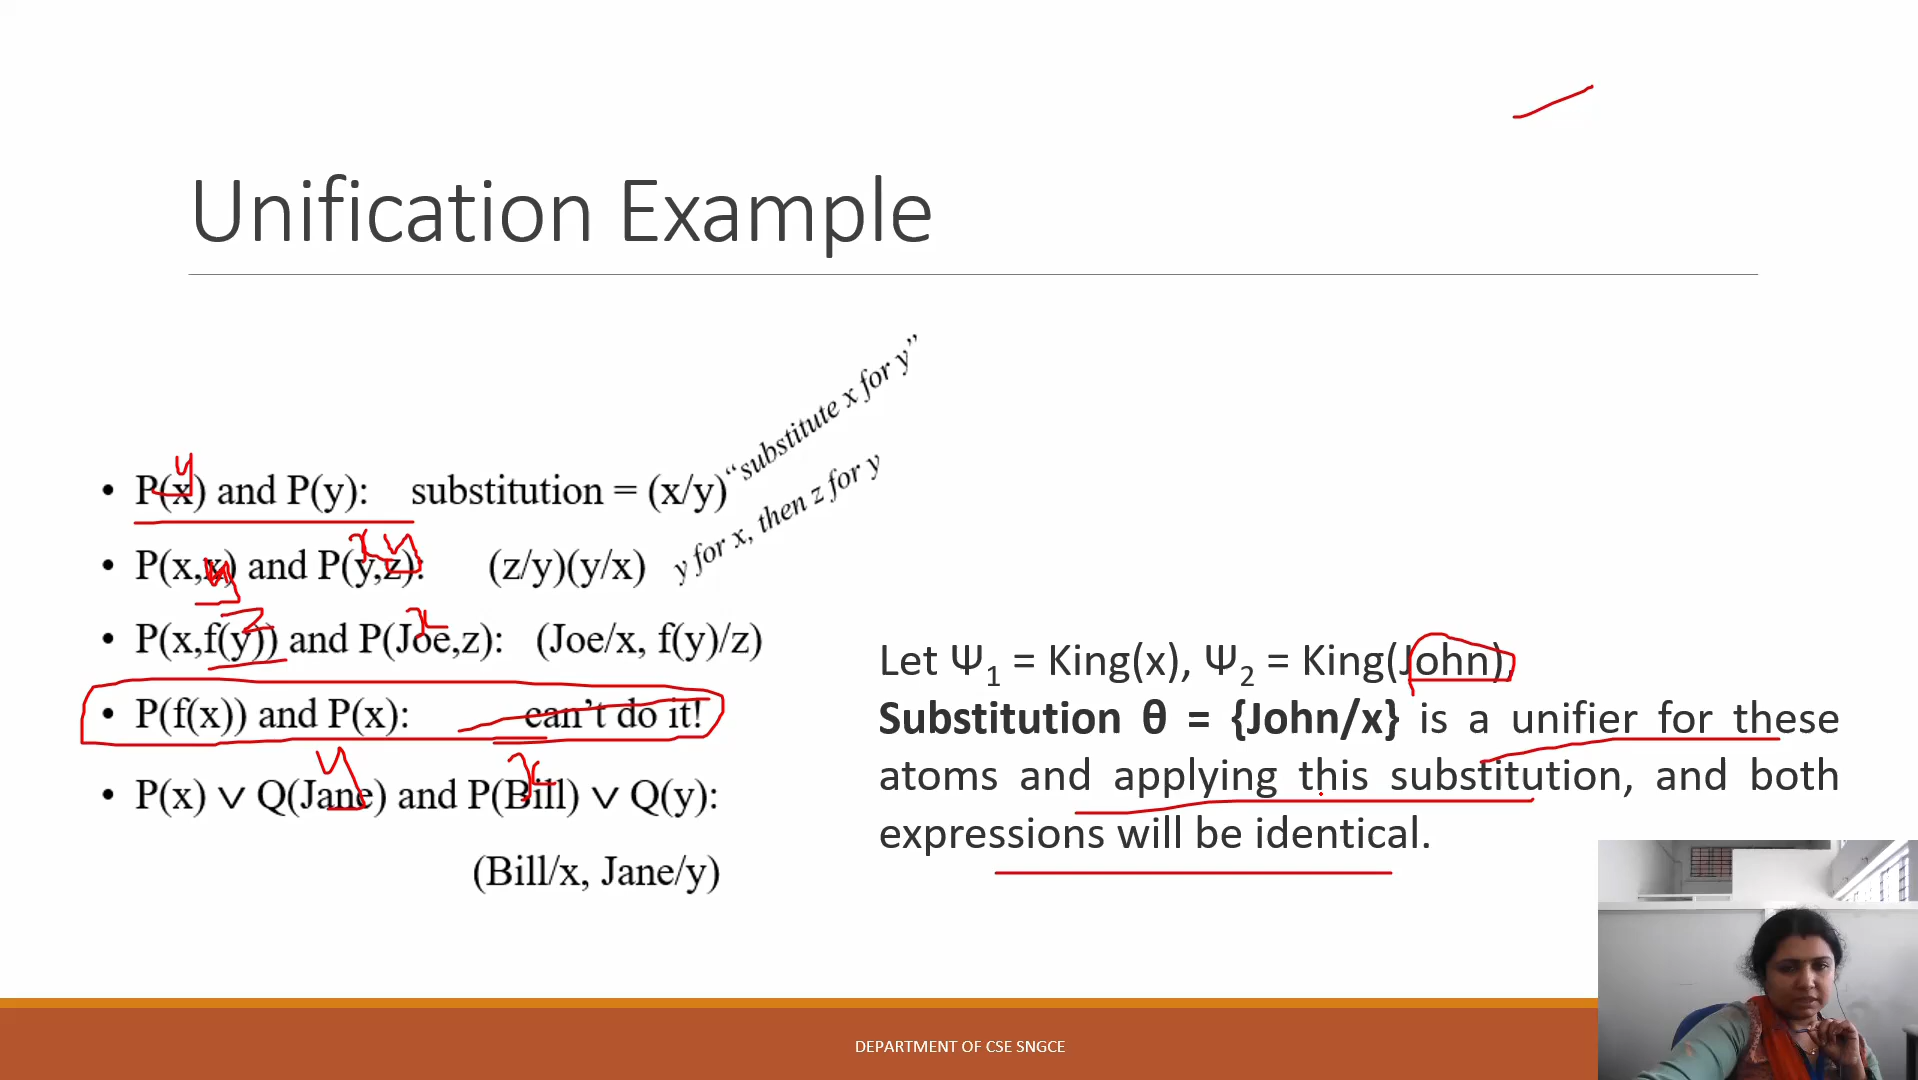 Unification Example
• P(x) and P(y): substitution = (x/y) “substitute x for y”
• P(x,x) and P(y,z): (z/y)(y/x) y for x, then z for y
• P(x,f(y)) and P(Joe,z): (Joe/x, f(y)/z)
• P(f(x)) and P(x): can’t do it!
• P(x) ∨ Q(Jane) and P(Bill) ∨ Q(y):
(Bill/x, Jane/y)
y
x y
y
z
x
y
x
Let Ψ1 = King(x), Ψ2 = King(John),
Substitution θ = {John/x} is a unifier for these
atoms and applying this substitution, and both
expressions will be identical.
DEPARTMENT OF CSE SNGCE